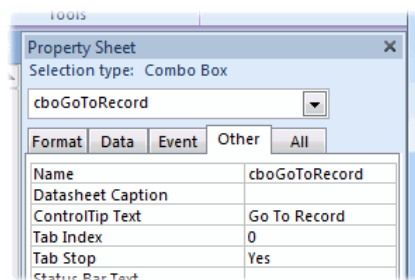 Tools
Property Sheet
Selection type: Combo Box
cboGoToRecord
Format Data Event Other All
Name cboGoToRecord
Datasheet Caption
ControlTip Text Go To Record
Tab Index 0
Tab Stop Yes
Status Bar Text